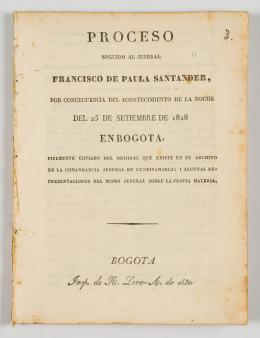 3.
PROCESO
SEGUIDO AL JENERAL
FRANCISCO DE PAULA SANTANDER,
POR CONCECUENCIA DEL ACONTECIMIENTO DE LA NOCHE
DEL 25 DE SETIEMBRE DE 1828
EN BOGOTA,
FIELMENTE COPIADO DEL ORIJINAL QUE EXISTE EN EL ARCHIVO
DE LA COMANDANCIA JENERAL DE CUNDINAMARCA: I ALGUNAS RE-
PRESENTACIONES DEL MISMO JENERAL SOBRE LA PROPIA MATERIA.
BOGOTA
Imp. de N. Lora. A. de 1831.